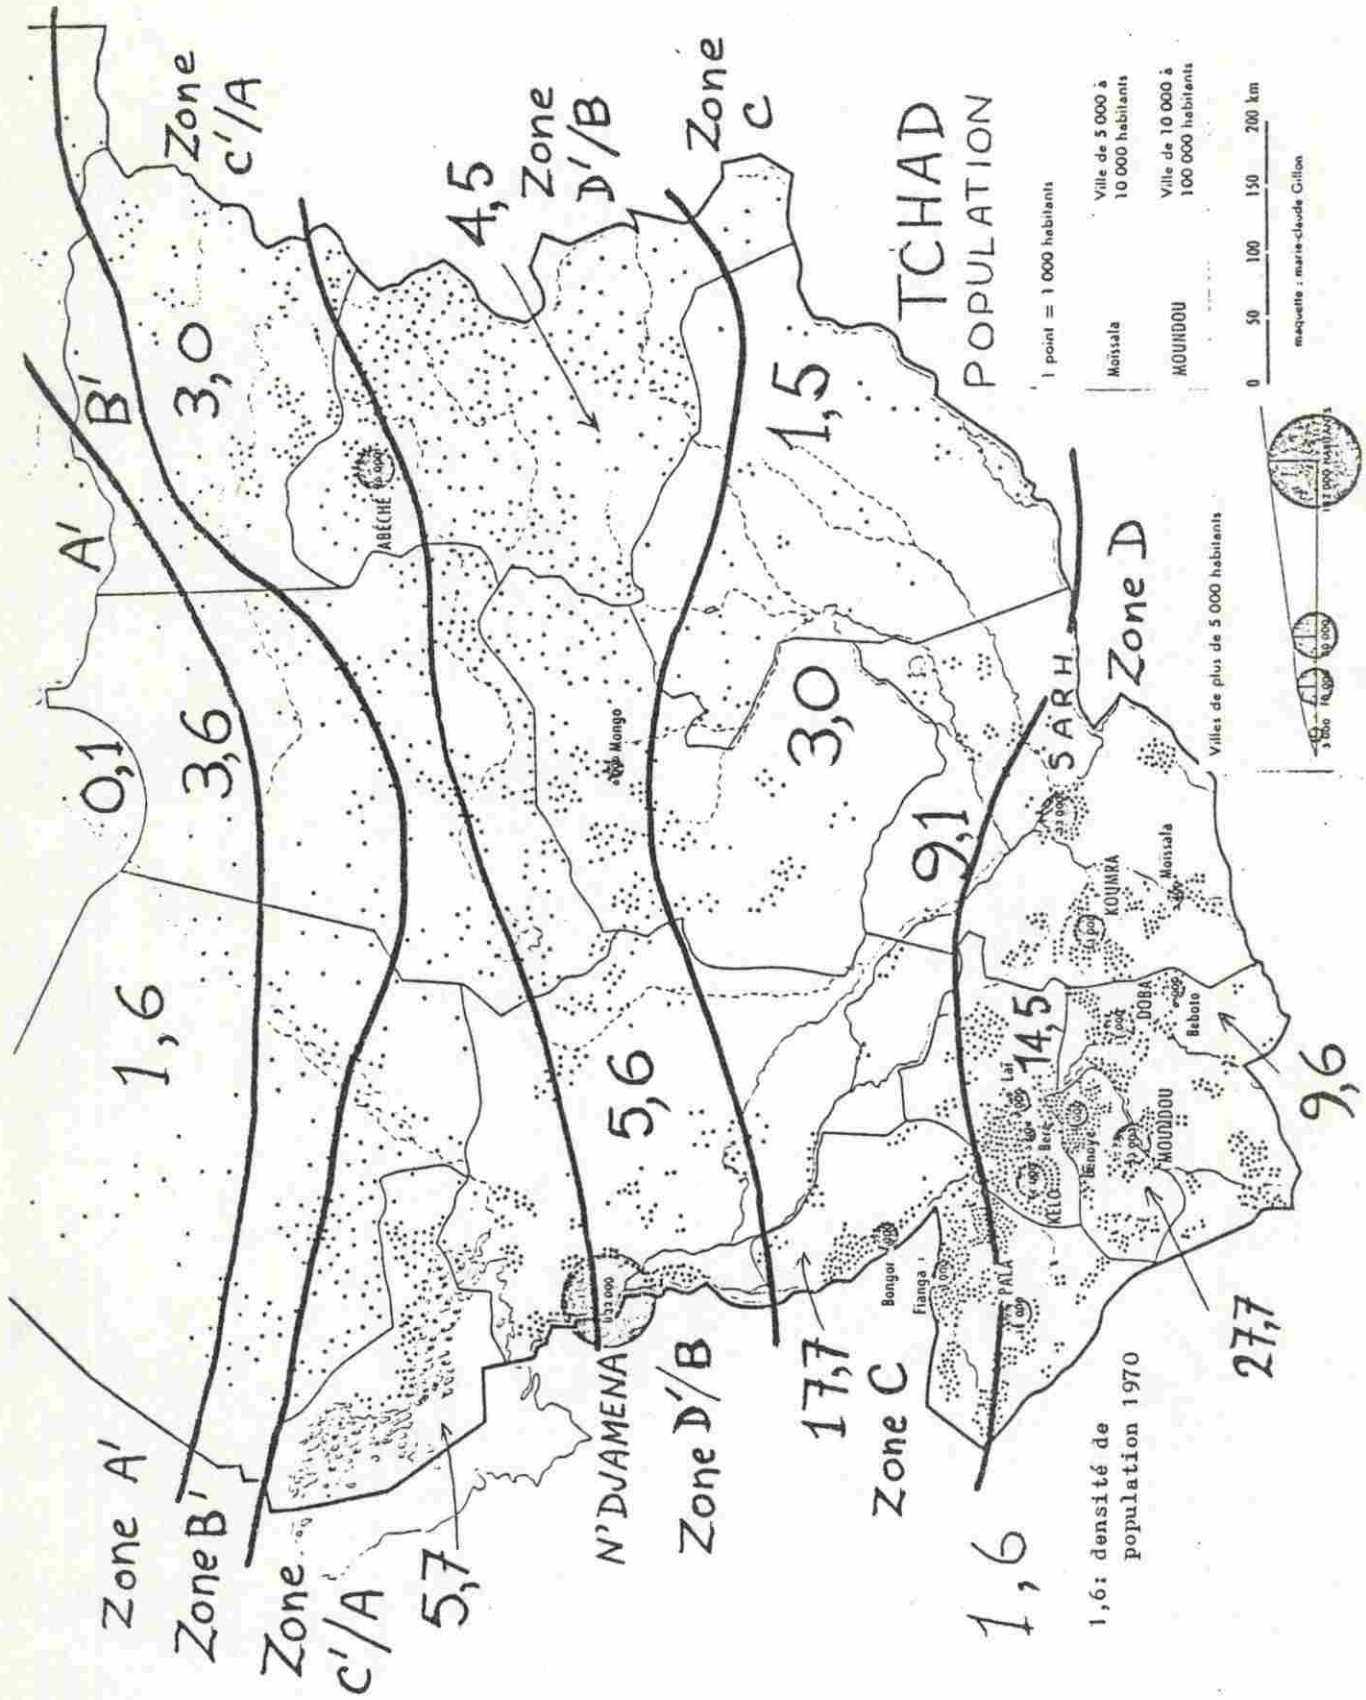 TCHAD
POPULATION
1 point = 1 000 habitants
Moïssala
Ville de 5 000 à
10 000 habitants
MOUNDOU
Ville de 10 000 à
100 000 habitants
0 50 100 150 200 km
maquette : marie-claude Gillon
Villes de plus de 5 000 habitants
Zone A'
Zone B'
Zone
C'/A
5,7
N'DJAMENA
Zone D'/B
17,7
Zone C
1,6
1,6: densité de
population 1970
27,7
9,6
1,6
0,1
A'
3,6
B'
3,0
Zone
C'/A
4,5
Zone
D'/B
Zone
C
ABÉCHÉ
Mongo
5,6
1,5
3,0
9,1
SARH
Zone D
14,5
Bongor
Fianga
PALA
KELO
Beré
Laï
Benoye
MOUNDOU
DOBA
Beboto
KOUMRA
Moïssala